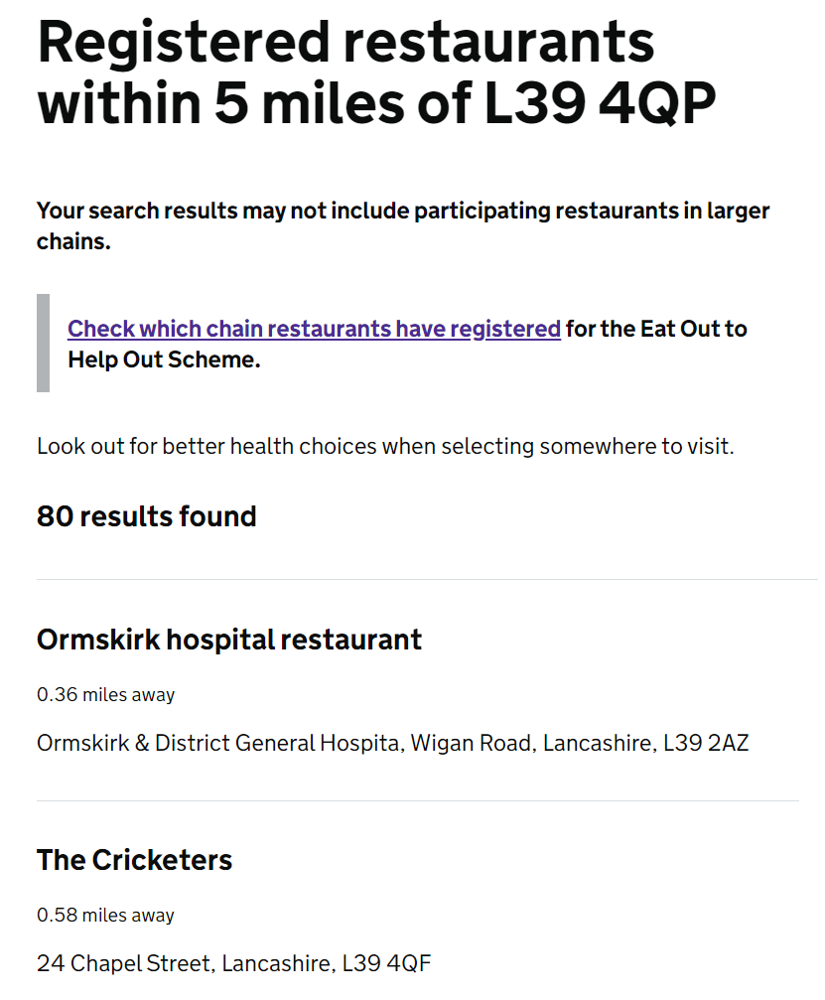 Registered restaurants
within 5 miles of L39 4QP
Your search results may not include participating restaurants in larger
chains.
Check which chain restaurants have registered for the Eat Out to
Help Out Scheme.
Look out for better health choices when selecting somewhere to visit.
80 results found
Ormskirk hospital restaurant
0.36 miles away
Ormskirk & District General Hospita, Wigan Road, Lancashire, L39 2AZ
The Cricketers
0.58 miles away
24 Chapel Street, Lancashire, L39 4QF